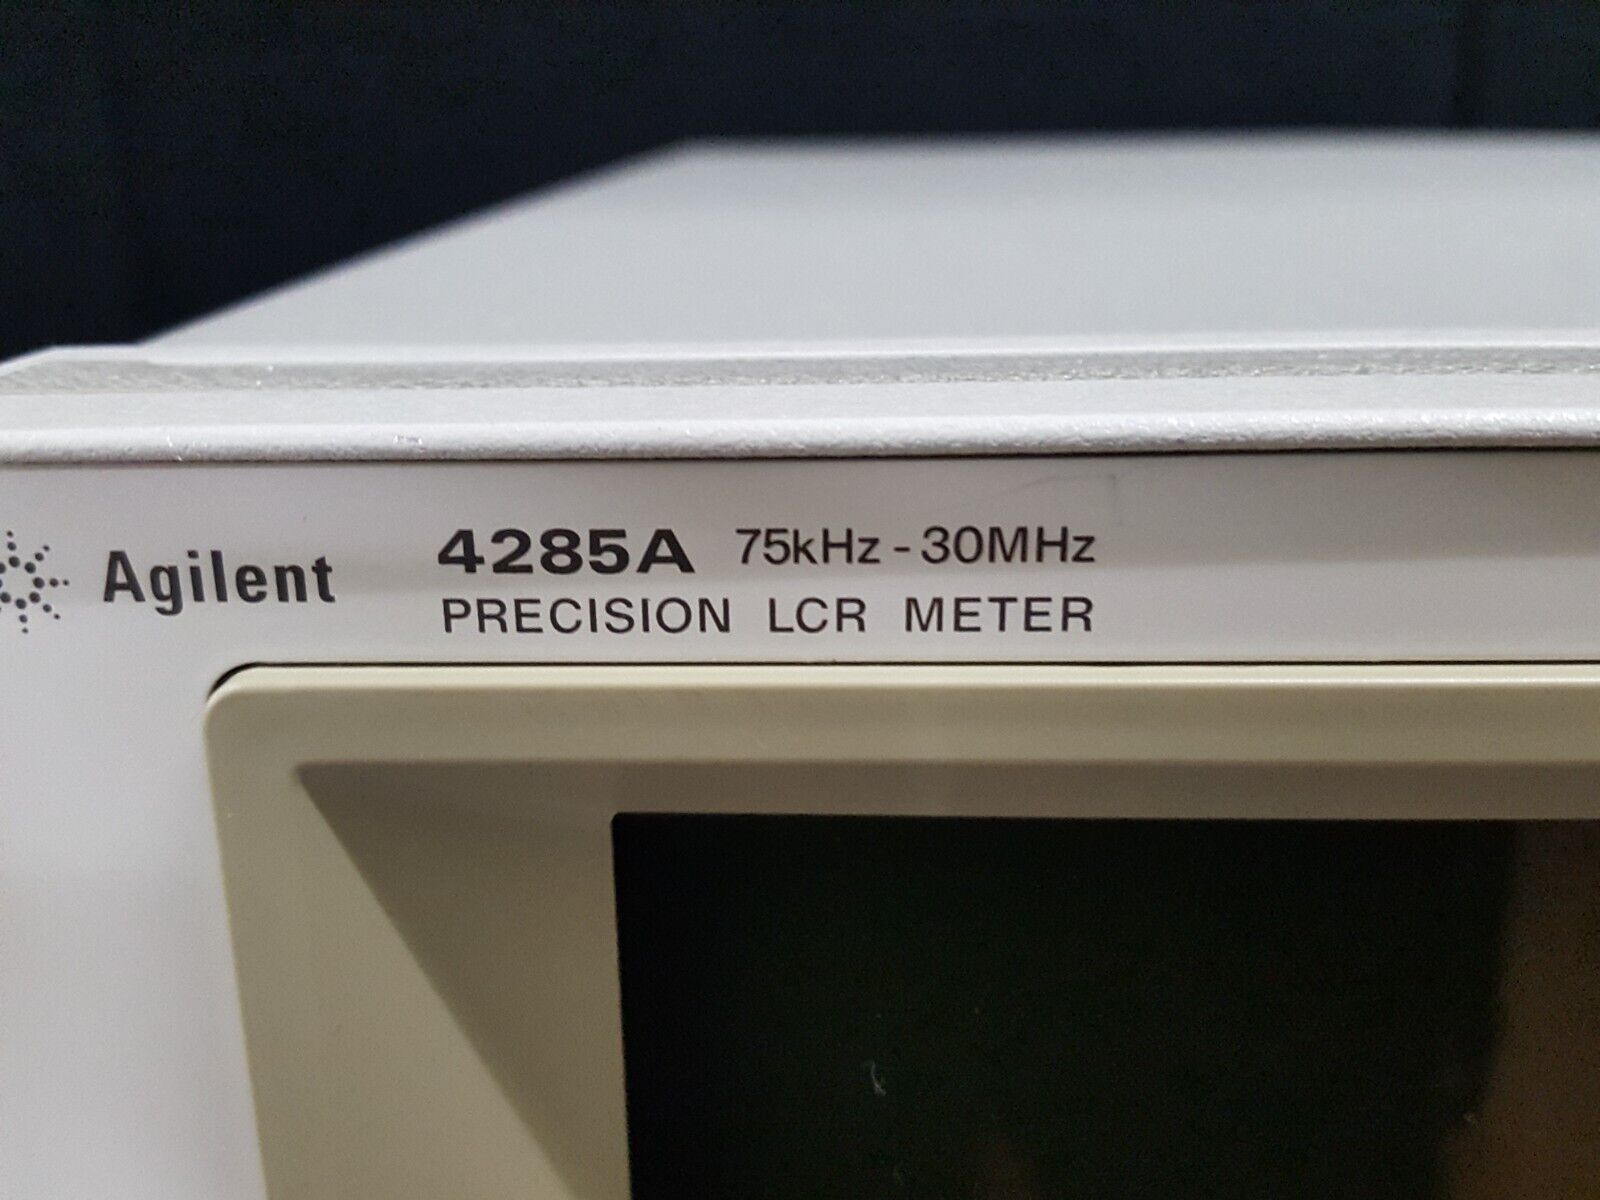 Agilent 4285A 75kHz - 30MHz
PRECISION LCR METER